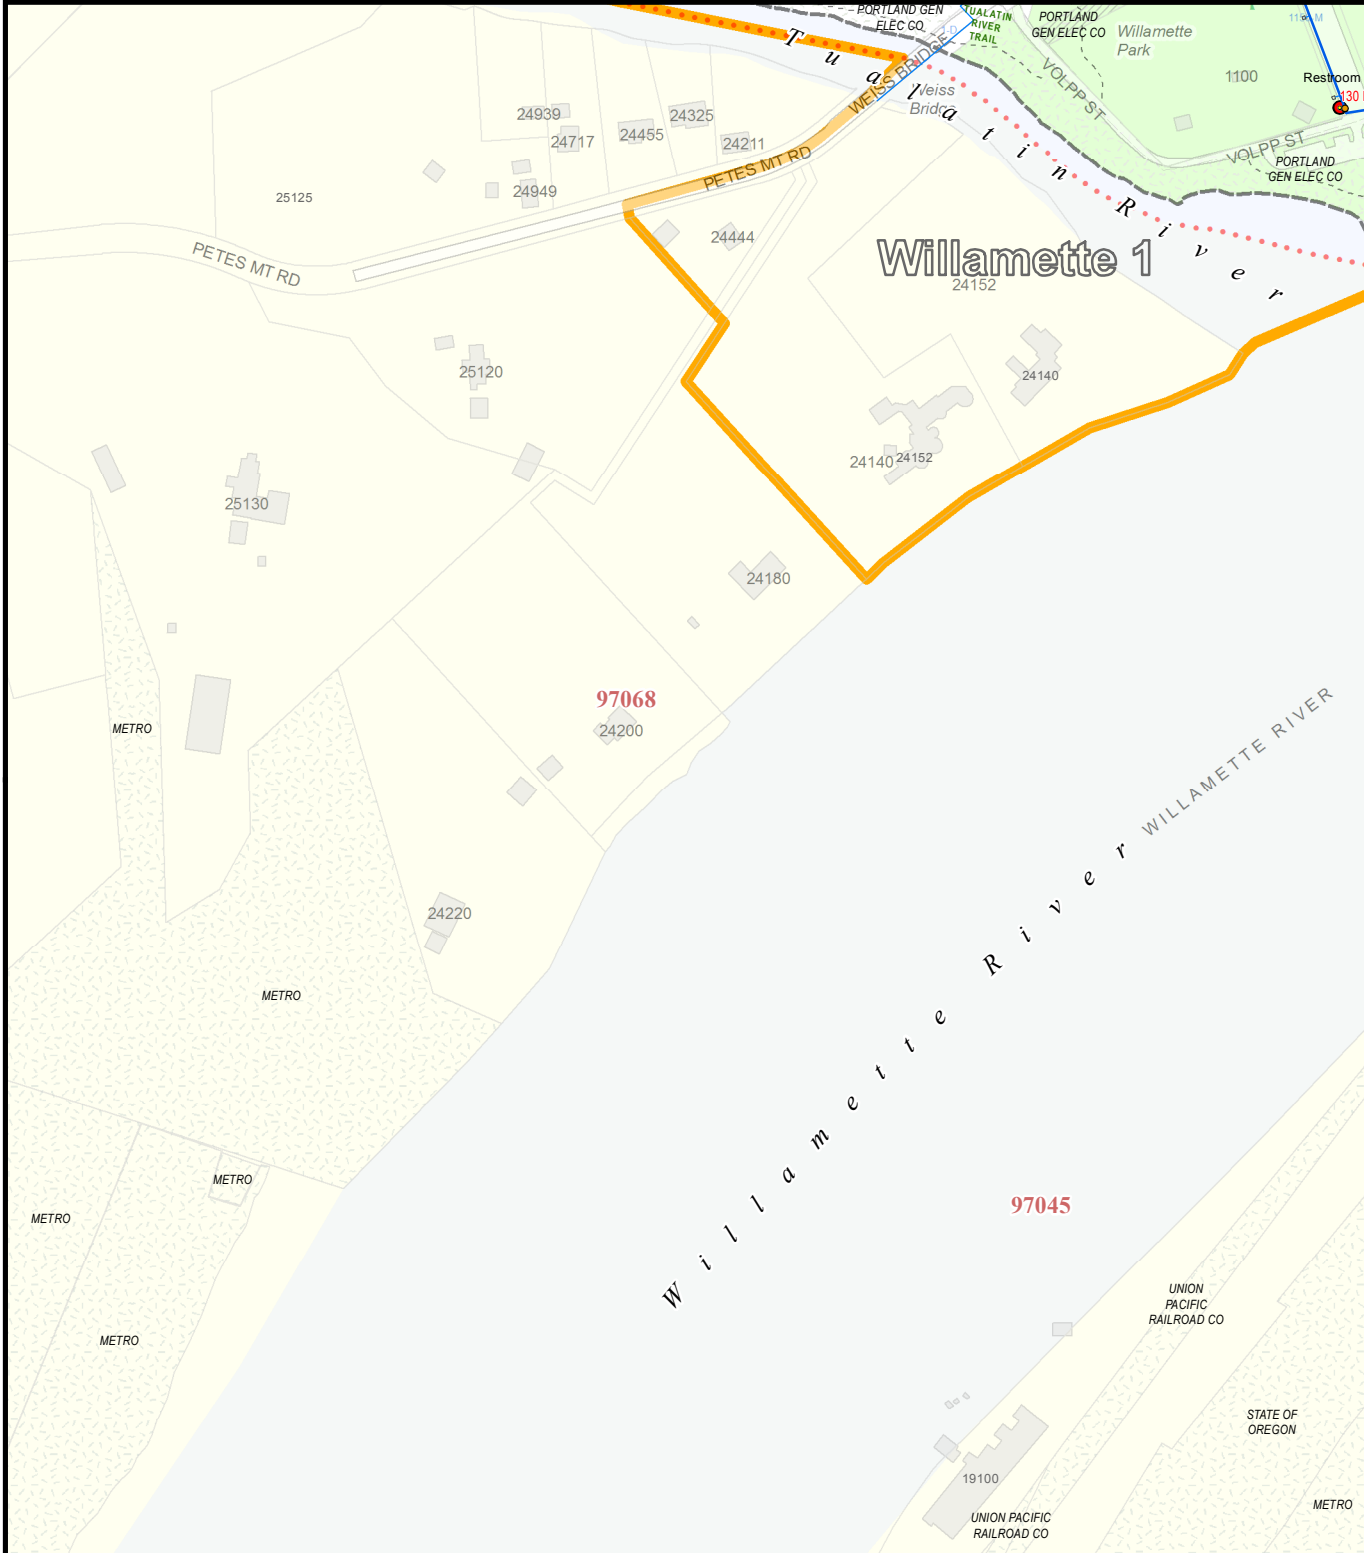 PORTLAND GEN
ELEC CO
TUALATIN
RIVER
TRAIL
PORTLAND
GEN ELEC CO
Willamette
Park
1100
Restroom
130
VOLPP ST
VOLPP ST
PORTLAND
GEN ELEC CO
WEISS BRIDGE
Weiss
Bridge
Tualatin River
24939
24717
24455
24325
24211
24949
25125
PETES MT RD
PETES MT RD
24444
Willamette 1
24152
25120
24140
24140
24152
25130
24180
97068
24200
METRO
WILLAMETTE RIVER
Willamette River
24220
METRO
METRO
METRO
METRO
97045
UNION
PACIFIC
RAILROAD CO
STATE OF
OREGON
19100
METRO
UNION PACIFIC
RAILROAD CO